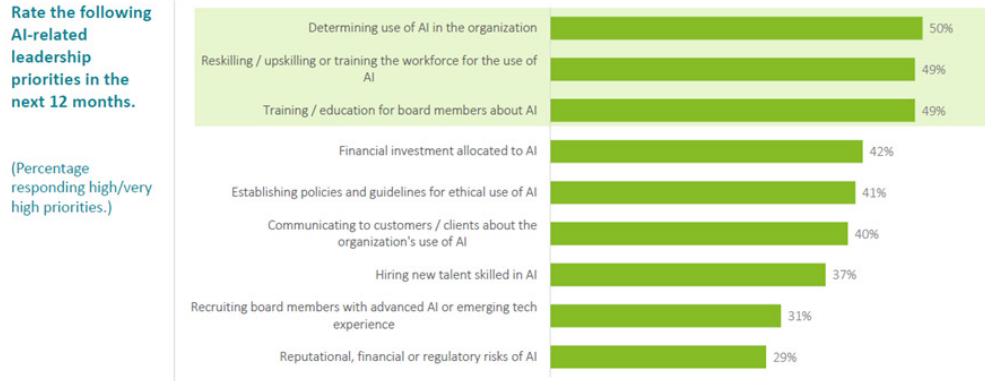 Rate the following
AI-related
leadership
priorities in the
next 12 months.
(Percentage
responding high/very
high priorities.)
Determining use of AI in the organization
50%
Reskilling / upskilling or training the workforce for the use of
AI
49%
Training / education for board members about AI
49%
Financial investment allocated to AI
42%
Establishing policies and guidelines for ethical use of AI
41%
Communicating to customers / clients about the
organization's use of AI
40%
Hiring new talent skilled in AI
37%
Recruiting board members with advanced AI or emerging tech
experience
31%
Reputational, financial or regulatory risks of AI
29%